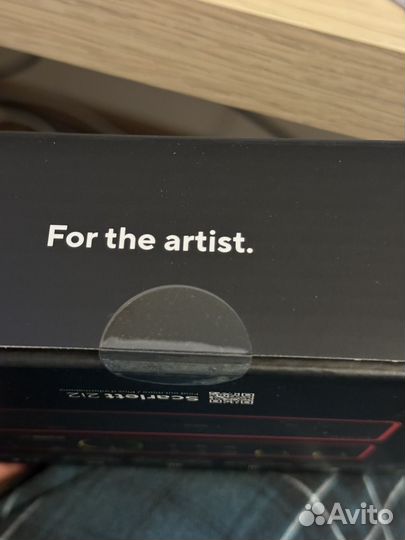 For the artist.
Scarlett 2i2
Avito